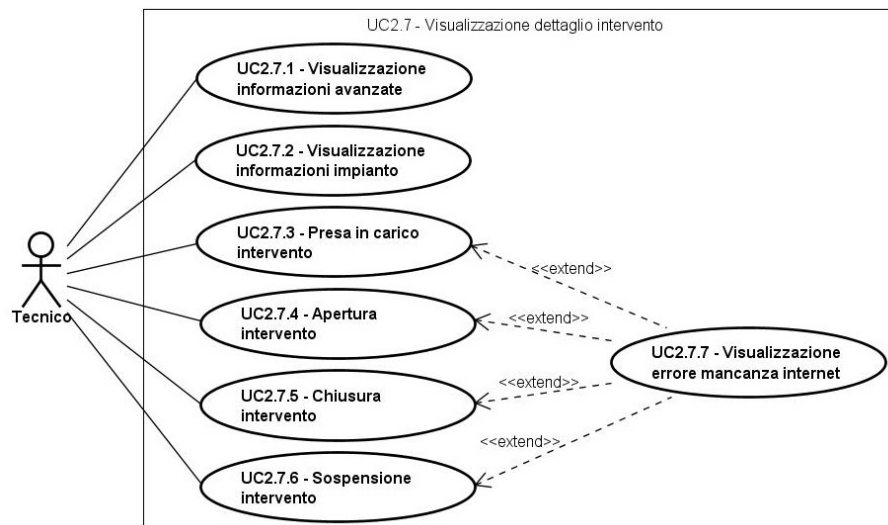 UC2.7 - Visualizzazione dettaglio intervento
UC2.7.1 - Visualizzazione
informazioni avanzate
UC2.7.2 - Visualizzazione
informazioni impianto
UC2.7.3 - Presa in carico
intervento
<<extend>>
Tecnico
UC2.7.4 - Apertura
intervento
<<extend>>
UC2.7.7 - Visualizzazione
errore mancanza internet
UC2.7.5 - Chiusura
intervento
<<extend>>
<<extend>>
UC2.7.6 - Sospensione
intervento